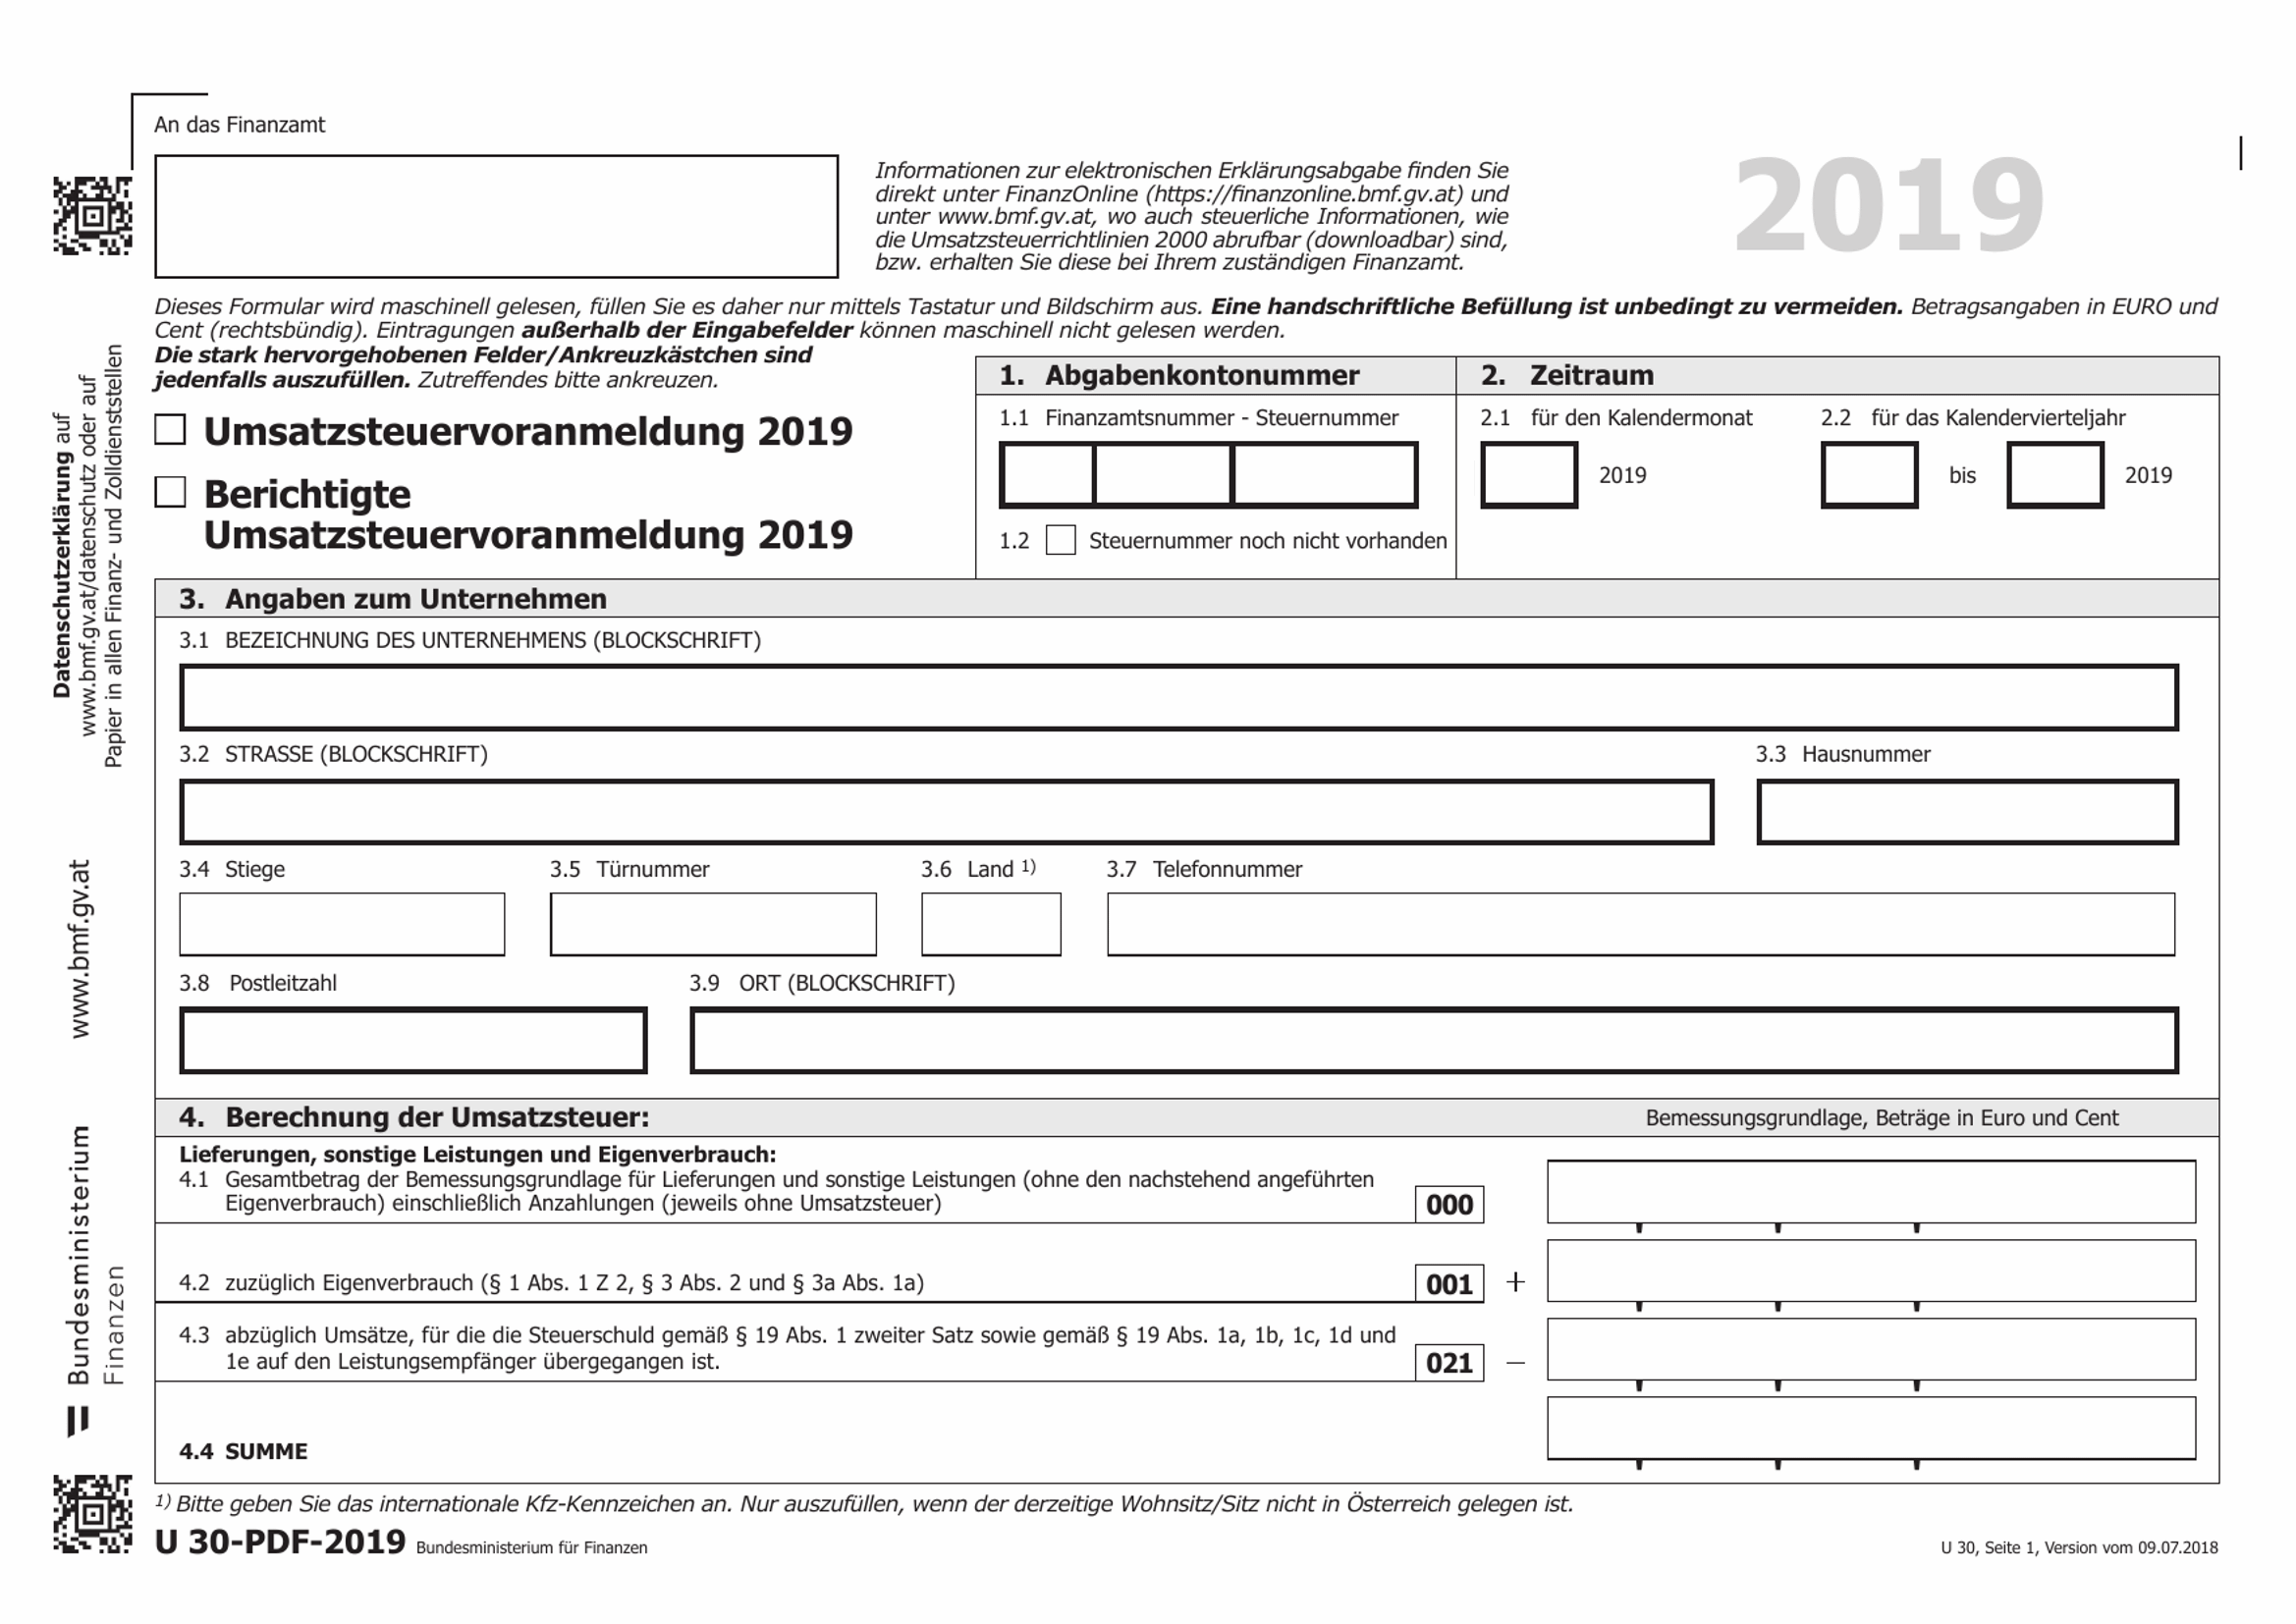 An das Finanzamt
Informationen zur elektronischen Erklärungsabgabe finden Sie
direkt unter FinanzOnline (https://finanzonline.bmf.gv.at) und
unter www.bmf.gv.at, wo auch steuerliche Informationen, wie
die Umsatzsteuerrichtlinien 2000 abrufbar (downloadbar) sind,
bzw. erhalten Sie diese bei Ihrem zuständigen Finanzamt.
2019
Dieses Formular wird maschinell gelesen, füllen Sie es daher nur mittels Tastatur und Bildschirm aus. Eine handschriftliche Befüllung ist unbedingt zu vermeiden. Betragsangaben in EURO und
Cent (rechtsbündig). Eintragungen außerhalb der Eingabefelder können maschinell nicht gelesen werden.
Die stark hervorgehobenen Felder/Ankreuzkästchen sind
jedenfalls auszufüllen. Zutreffendes bitte ankreuzen.
Umsatzsteuervoranmeldung 2019
Berichtigte
Umsatzsteuervoranmeldung 2019
1. Abgabenkontonummer
1.1 Finanzamtsnummer - Steuernummer
1.2 Steuernummer noch nicht vorhanden
2. Zeitraum
2.1 für den Kalendermonat
2019
2.2 für das Kalendervierteljahr
bis 2019
3. Angaben zum Unternehmen
3.1 BEZEICHNUNG DES UNTERNEHMENS (BLOCKSCHRIFT)
3.2 STRASSE (BLOCKSCHRIFT)
3.3 Hausnummer
3.4 Stiege
3.5 Türnummer
3.6 Land 1)
3.7 Telefonnummer
3.8 Postleitzahl
3.9 ORT (BLOCKSCHRIFT)
4. Berechnung der Umsatzsteuer:
Bemessungsgrundlage, Beträge in Euro und Cent
Lieferungen, sonstige Leistungen und Eigenverbrauch:
4.1 Gesamtbetrag der Bemessungsgrundlage für Lieferungen und sonstige Leistungen (ohne den nachstehend angeführten
Eigenverbrauch) einschließlich Anzahlungen (jeweils ohne Umsatzsteuer)
000
4.2 zuzüglich Eigenverbrauch (§ 1 Abs. 1 Z 2, § 3 Abs. 2 und § 3a Abs. 1a)
001 +
4.3 abzüglich Umsätze, für die die Steuerschuld gemäß § 19 Abs. 1 zweiter Satz sowie gemäß § 19 Abs. 1a, 1b, 1c, 1d und
1e auf den Leistungsempfänger übergegangen ist.
021 –
4.4 SUMME
1) Bitte geben Sie das internationale Kfz-Kennzeichen an. Nur auszufüllen, wenn der derzeitige Wohnsitz/Sitz nicht in Österreich gelegen ist.
U 30-PDF-2019 Bundesministerium für Finanzen
U 30, Seite 1, Version vom 09.07.2018
Datenschutzerklärung auf
www.bmf.gv.at/datenschutz oder auf
Papier in allen Finanz- und Zolldienststellen
www.bmf.gv.at
Bundesministerium
Finanzen